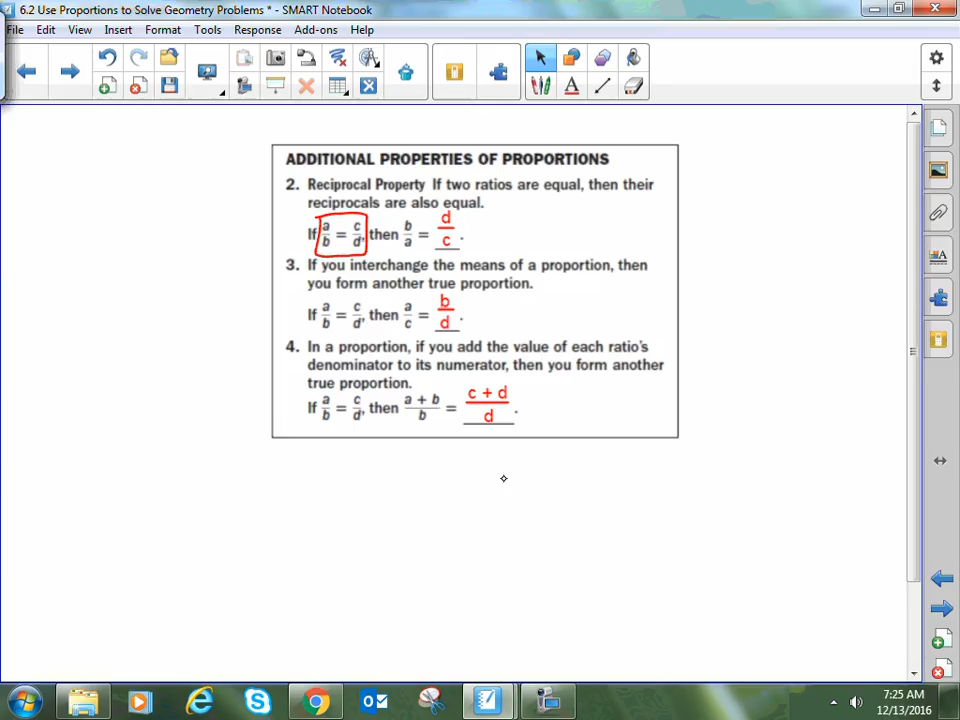 6.2 Use Proportions to Solve Geometry Problems * - SMART Notebook
File Edit View Insert Format Tools Response Add-ons Help
ADDITIONAL PROPERTIES OF PROPORTIONS
2. Reciprocal Property If two ratios are equal, then their
reciprocals are also equal.
If a/b = c/d, then b/a = d/c.
3. If you interchange the means of a proportion, then
you form another true proportion.
If a/b = c/d, then a/c = b/d.
4. In a proportion, if you add the value of each ratio's
denominator to its numerator, then you form another
true proportion.
If a/b = c/d, then a + b/b = c + d/d.
7:25 AM
12/13/2016